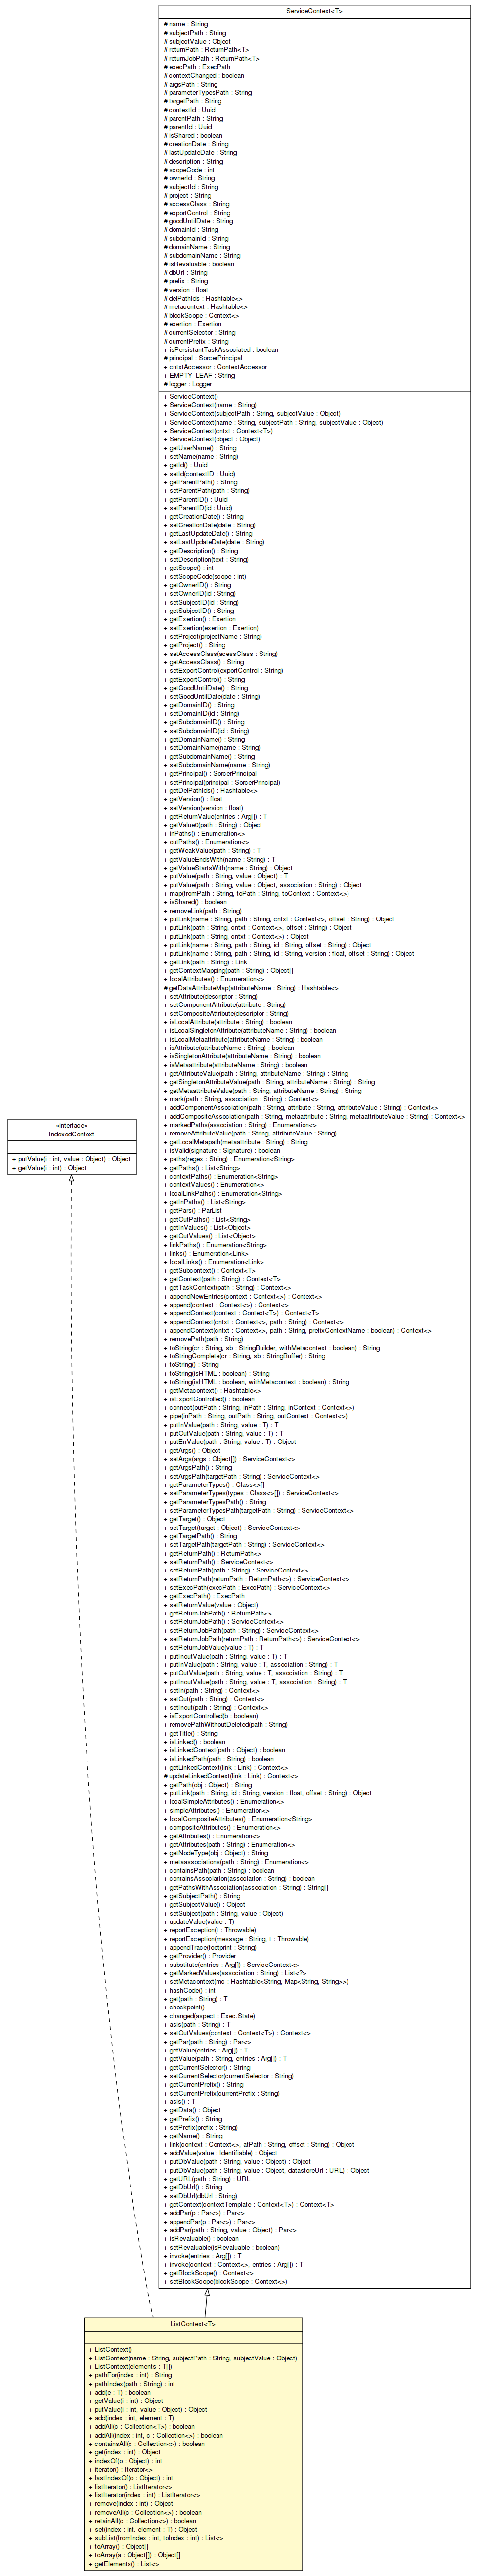 ServiceContext<T>
# name : String
# subjectPath : String
# subjectValue : Object
# returnPath : ReturnPath<T>
# returnJobPath : ReturnPath<T>
# execPath : ExecPath
# contextChanged : boolean
# argsPath : String
# parameterTypesPath : String
# targetPath : String
# contextId : Uuid
# parentPath : String
# parentId : Uuid
# isShared : boolean
# creationDate : String
# lastUpdateDate : String
# description : String
# scopeCode : int
# ownerId : String
# subjectId : String
# project : String
# accessClass : String
# exportControl : String
# goodUntilDate : String
# domainId : String
# subdomainId : String
# domainName : String
# subdomainName : String
# isRevaluable : boolean
# dbUrl : String
# prefix : String
# version : float
# delPathIds : Hashtable<>
# metacontext : Hashtable<>
# blockScope : Context<>
# exertion : Exertion
# currentSelector : String
# currentPrefix : String
+ isPersistantTaskAssociated : boolean
# principal : SorcerPrincipal
+ cntxtAccessor : ContextAccessor
+ EMPTY_LEAF : String
# logger : Logger
+ ServiceContext()
+ ServiceContext(name : String)
+ ServiceContext(subjectPath : String, subjectValue : Object)
+ ServiceContext(name : String, subjectPath : String, subjectValue : Object)
+ ServiceContext(cntxt : Context<T>)
+ ServiceContext(object : Object)
+ getUserName() : String
+ setName(name : String)
+ getId() : Uuid
+ setId(contextID : Uuid)
+ getParentPath() : String
+ setParentPath(path : String)
+ getParentID() : Uuid
+ setParentID(id : Uuid)
+ getCreationDate() : String
+ setCreationDate(date : String)
+ getLastUpdateDate() : String
+ setLastUpdateDate(date : String)
+ getDescription() : String
+ setDescription(text : String)
+ getScope() : int
+ setScopeCode(scope : int)
+ getOwnerID() : String
+ setOwnerID(id : String)
+ setSubjectID(id : String)
+ getSubjectID() : String
+ getExertion() : Exertion
+ setExertion(exertion : Exertion)
+ setProject(projectName : String)
+ getProject() : String
+ setAccessClass(acessClass : String)
+ getAccessClass() : String
+ setExportControl(exportControl : String)
+ getExportControl() : String
+ getGoodUntilDate() : String
+ setGoodUntilDate(date : String)
+ getDomainID() : String
+ setDomainID(id : String)
+ getSubdomainID() : String
+ setSubdomainID(id : String)
+ getDomainName() : String
+ setDomainName(name : String)
+ getSubdomainName() : String
+ setSubdomainName(name : String)
+ getPrincipal() : SorcerPrincipal
+ setPrincipal(principal : SorcerPrincipal)
+ getDelPathIds() : Hashtable<>
+ getVersion() : float
+ setVersion(version : float)
+ getReturnValue(entries : Arg[]) : T
+ getValue0(path : String) : Object
+ inPaths() : Enumeration<>
+ outPaths() : Enumeration<>
+ getWeakValue(path : String) : T
+ getValueEndsWith(name : String) : T
+ getValueStartsWith(name : String) : Object
+ putValue(path : String, value : Object) : T
+ putValue(path : String, value : Object, association : String) : Object
+ map(fromPath : String, toPath : String, toContext : Context<>)
+ isShared() : boolean
+ removeLink(path : String)
+ putLink(name : String, path : String, cntxt : Context<>, offset : String) : Object
+ putLink(path : String, cntxt : Context<>, offset : String) : Object
+ putLink(path : String, cntxt : Context<>) : Object
+ putLink(name : String, path : String, id : String, offset : String) : Object
+ putLink(name : String, path : String, id : String, version : float, offset : String) : Object
+ getLink(path : String) : Link
+ getContextMapping(path : String) : Object[]
+ localAttributes() : Enumeration<>
# getDataAttributeMap(attributeName : String) : Hashtable<>
+ setAttribute(descriptor : String)
+ setComponentAttribute(attribute : String)
+ setCompositeAttribute(descriptor : String)
+ isLocalAttribute(attribute : String) : boolean
+ isLocalSingletonAttribute(attributeName : String) : boolean
+ isLocalMetaattribute(attributeName : String) : boolean
+ isAttribute(attributeName : String) : boolean
+ isSingletonAttribute(attributeName : String) : boolean
+ isMetaattribute(attributeName : String) : boolean
+ getAttributeValue(path : String, attributeName : String) : String
+ getSingletonAttributeValue(path : String, attributeName : String) : String
+ getMetaattributeValue(path : String, attributeName : String) : String
+ mark(path : String, association : String) : Context<>
+ addComponentAssociation(path : String, attribute : String, attributeValue : String) : Context<>
+ addCompositeAssociation(path : String, metaattribute : String, metaattributeValue : String) : Context<>
+ markedPaths(association : String) : Enumeration<>
+ removeAttributeValue(path : String, attributeValue : String)
+ getLocalMetapath(metaattribute : String) : String
+ isValid(signature : Signature) : boolean
+ paths(regex : String) : Enumeration<String>
+ getPaths() : List<String>
+ contextPaths() : Enumeration<String>
+ contextValues() : Enumeration<>
+ localLinkPaths() : Enumeration<String>
+ getInPaths() : List<String>
+ getPars() : ParList
+ getOutPaths() : List<String>
+ getInValues() : List<Object>
+ getOutValues() : List<Object>
+ linkPaths() : Enumeration<String>
+ links() : Enumeration<Link>
+ localLinks() : Enumeration<Link>
+ getSubcontext() : Context<T>
+ getContext(path : String) : Context<T>
+ getTaskContext(path : String) : Context<>
+ appendNewEntries(context : Context<>) : Context<>
+ append(context : Context<>) : Context<>
+ appendContext(context : Context<T>) : Context<T>
+ appendContext(cntxt : Context<>, path : String) : Context<>
+ appendContext(cntxt : Context<>, path : String, prefixContextName : boolean) : Context<>
+ removePath(path : String)
+ toString(cr : String, sb : StringBuilder, withMetacontext : boolean) : String
+ toStringComplete(cr : String, sb : StringBuffer) : String
+ toString() : String
+ toString(isHTML : boolean) : String
+ toString(isHTML : boolean, withMetacontext : boolean) : String
+ getMetacontext() : Hashtable<>
+ isExportControlled() : boolean
+ connect(outPath : String, inPath : String, inContext : Context<>)
+ pipe(inPath : String, outPath : String, outContext : Context<>)
+ putInValue(path : String, value : T) : T
+ putOutValue(path : String, value : T) : T
+ putErrValue(path : String, value : T) : Object
+ getArgs() : Object
+ setArgs(args : Object[]) : ServiceContext<>
+ getArgsPath() : String
+ setArgsPath(targetPath : String) : ServiceContext<>
+ getParameterTypes() : Class<>[]
+ setParameterTypes(types : Class<>[]) : ServiceContext<>
+ getParameterTypesPath() : String
+ setParameterTypesPath(targetPath : String) : ServiceContext<>
+ getTarget() : Object
+ setTarget(target : Object) : ServiceContext<>
+ getTargetPath() : String
+ setTargetPath(targetPath : String) : ServiceContext<>
+ getReturnPath() : ReturnPath<>
+ setReturnPath() : ServiceContext<>
+ setReturnPath(path : String) : ServiceContext<>
+ setReturnPath(returnPath : ReturnPath<>) : ServiceContext<>
+ setExecPath(execPath : ExecPath) : ServiceContext<>
+ getExecPath() : ExecPath
+ setReturnValue(value : Object)
+ getReturnJobPath() : ReturnPath<>
+ setReturnJobPath() : ServiceContext<>
+ setReturnJobPath(path : String) : ServiceContext<>
+ setReturnJobPath(returnPath : ReturnPath<>) : ServiceContext<>
+ setReturnJobValue(value : T) : T
+ putInoutValue(path : String, value : T) : T
+ putInValue(path : String, value : T, association : String) : T
+ putOutValue(path : String, value : T, association : String) : T
+ putInoutValue(path : String, value : T, association : String) : T
+ setIn(path : String) : Context<>
+ setOut(path : String) : Context<>
+ setInout(path : String) : Context<>
+ isExportControlled(b : boolean)
+ removePathWithoutDeleted(path : String)
+ getTitle() : String
+ isLinked() : boolean
+ isLinkedContext(path : Object) : boolean
+ isLinkedPath(path : String) : boolean
+ getLinkedContext(link : Link) : Context<>
# updateLinkedContext(link : Link) : Context<>
+ getPath(obj : Object) : String
+ putLink(path : String, id : String, version : float, offset : String) : Object
+ localSimpleAttributes() : Enumeration<>
+ simpleAttributes() : Enumeration<>
+ localCompositeAttributes() : Enumeration<String>
+ compositeAttributes() : Enumeration<>
+ getAttributes() : Enumeration<>
+ getAttributes(path : String) : Enumeration<>
+ getNodeType(obj : Object) : String
+ metaassociations(path : String) : Enumeration<>
+ containsPath(path : String) : boolean
+ containsAssociation(association : String) : boolean
+ getPathsWithAssociation(association : String) : String[]
+ getSubjectPath() : String
+ getSubjectValue() : Object
+ setSubject(path : String, value : Object)
+ updateValue(value : T)
+ reportException(t : Throwable)
+ reportException(message : String, t : Throwable)
+ appendTrace(footprint : String)
+ getProvider() : Provider
+ substitute(entries : Arg[]) : ServiceContext<>
+ getMarkedValues(association : String) : List<?>
+ setMetacontext(mc : Hashtable<String, Map<String, String>>)
+ hashCode() : int
+ get(path : String) : T
+ checkpoint()
+ changed(aspect : Exec.State)
+ asis(path : String) : T
+ setOutValues(context : Context<T>) : Context<>
+ getPar(path : String) : Par<>
+ getValue(entries : Arg[]) : T
+ getValue(path : String, entries : Arg[]) : T
+ getCurrentSelector() : String
+ setCurrentSelector(currentSelector : String)
+ getCurrentPrefix() : String
+ setCurrentPrefix(currentPrefix : String)
+ asis() : T
+ getData() : Object
+ getPrefix() : String
+ setPrefix(prefix : String)
+ getName() : String
+ link(context : Context<>, atPath : String, offset : String) : Object
+ addValue(value : Identifiable) : Object
+ putDbValue(path : String, value : Object) : Object
+ putDbValue(path : String, value : Object, datastoreUrl : URL) : Object
+ getURL(path : String) : URL
+ getDbUrl() : String
+ setDbUrl(dbUrl : String)
+ getContext(contextTemplate : Context<T>) : Context<T>
+ addPar(p : Par<>) : Par<>
+ appendPar(p : Par<>) : Par<>
+ addPar(path : String, value : Object) : Par<>
+ isRevaluable() : boolean
+ setRevaluable(isRevaluable : boolean)
+ invoke(entries : Arg[]) : T
+ invoke(context : Context<>, entries : Arg[]) : T
+ getBlockScope() : Context<>
+ setBlockScope(blockScope : Context<>)
«interface»
IndexedContext
+ putValue(i : int, value : Object) : Object
+ getValue(i : int) : Object
ListContext<T>
+ ListContext()
+ ListContext(name : String, subjectPath : String, subjectValue : Object)
+ ListContext(elements : T[])
+ pathFor(index : int) : String
+ pathIndex(path : String) : int
+ add(e : T) : boolean
+ getValue(i : int) : Object
+ putValue(i : int, value : Object) : Object
+ add(index : int, element : T)
+ addAll(c : Collection<T>) : boolean
+ addAll(index : int, c : Collection<>) : boolean
+ containsAll(c : Collection<>) : boolean
+ get(index : int) : Object
+ indexOf(o : Object) : int
+ iterator() : Iterator<>
+ lastIndexOf(o : Object) : int
+ listIterator() : ListIterator<>
+ listIterator(index : int) : ListIterator<>
+ remove(index : int) : Object
+ removeAll(c : Collection<>) : boolean
+ retainAll(c : Collection<>) : boolean
+ set(index : int, element : T) : Object
+ subList(fromIndex : int, toIndex : int) : List<>
+ toArray() : Object[]
+ toArray(a : Object[]) : Object[]
+ getElements() : List<>